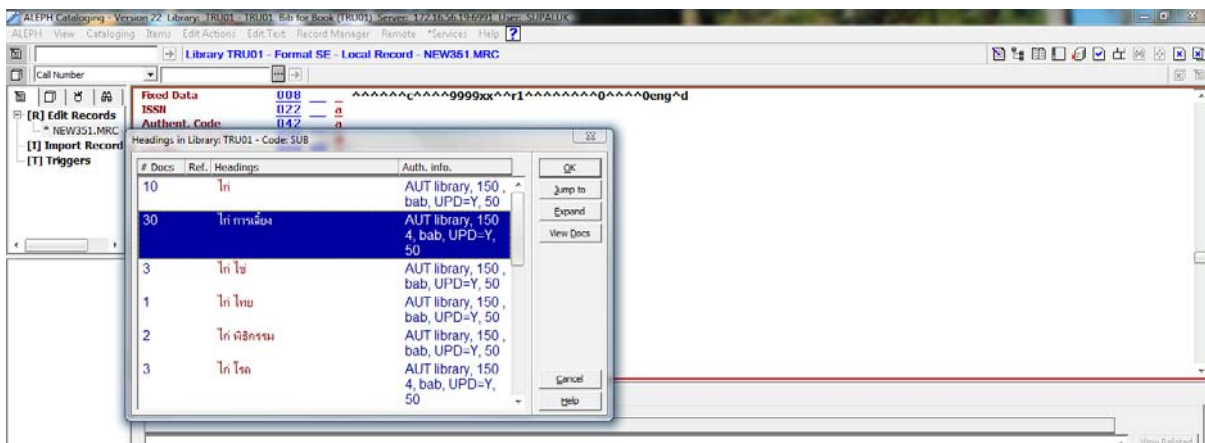 ALEPH Cataloging - Version 22 Library: TRU01 - TRU01 Bib for Book (TRU01) Server: 172.16.56.19:6991 User: SUPALUK
ALEPH View Cataloging Items Edit Actions Edit Text Record Manager Remote *Services Help
Library TRU01 - Formal SE - Local Record - NEW351.MRC
Call Number
Fixed Data 008 ^^^^^^c^^^^9999xx^^r1^^^^^^^^0^^^^0eng^d
[R] Edit Records
ISSN 022 a
* NEW351.MRC
Authent. Code 042 a
[I] Import Record
[T] Triggers
Headings in Library: TRU01 - Code: SUB
# Docs Ref. Headings Auth. info. OK
10 ไก่ AUT library, 150 , bab, UPD=Y, 50
Jump to
Expand
30 ไก่ การเลี้ยง AUT library, 150 4, bab, UPD=Y, 50
View Docs
3 ไก่ ไข่ AUT library, 150 , bab, UPD=Y, 50
1 ไก่ ไทย AUT library, 150 , bab, UPD=Y, 50
2 ไก่ พิธีกรรม AUT library, 150 , bab, UPD=Y, 50
3 ไก่ โรค AUT library, 150 4, bab, UPD=Y, 50
Cancel
Help
View Related